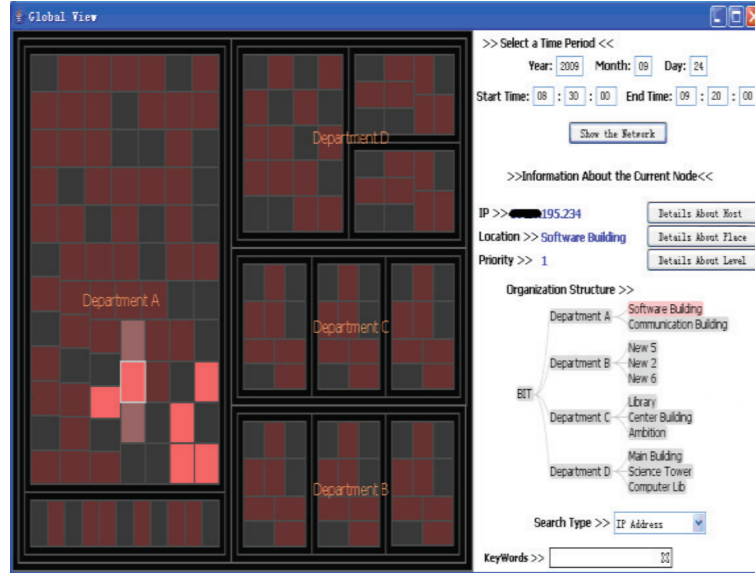 Global View
Department A
Department D
Department C
Department B
>> Select a Time Period <<
Year: 2009 Month: 09 Day: 24
Start Time: 08 : 30 : 00 End Time: 09 : 20 : 00
Show the Network
>>Information About the Current Node<<
IP >> 195.234 Details About Host
Location >> Software Building Details About Place
Priority >> 1 Details About Level
Organization Structure >>
BIT
Department A
Software Building
Communication Building
Department B
New 5
New 2
New 6
Department C
Library
Center Building
Ambition
Department D
Main Building
Science Tower
Computer Lib
Search Type >> IP Address
KeyWords >>